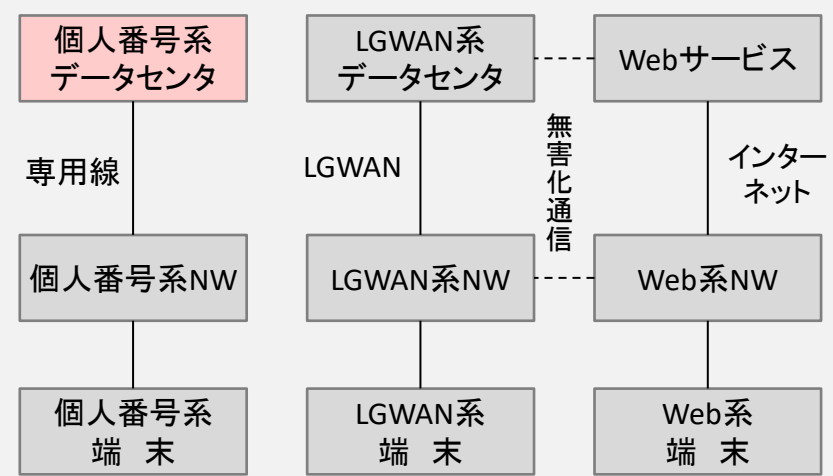 個人番号系
データセンタ
LGWAN系
データセンタ
Webサービス
専用線
LGWAN
無害化通信
インター
ネット
個人番号系NW
LGWAN系NW
Web系NW
個人番号系
端　末
LGWAN系
端　末
Web系
端　末